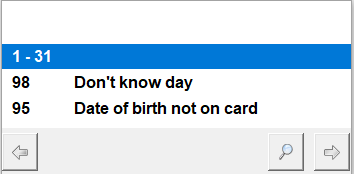 1 - 31
98 Don't know day
95 Date of birth not on card